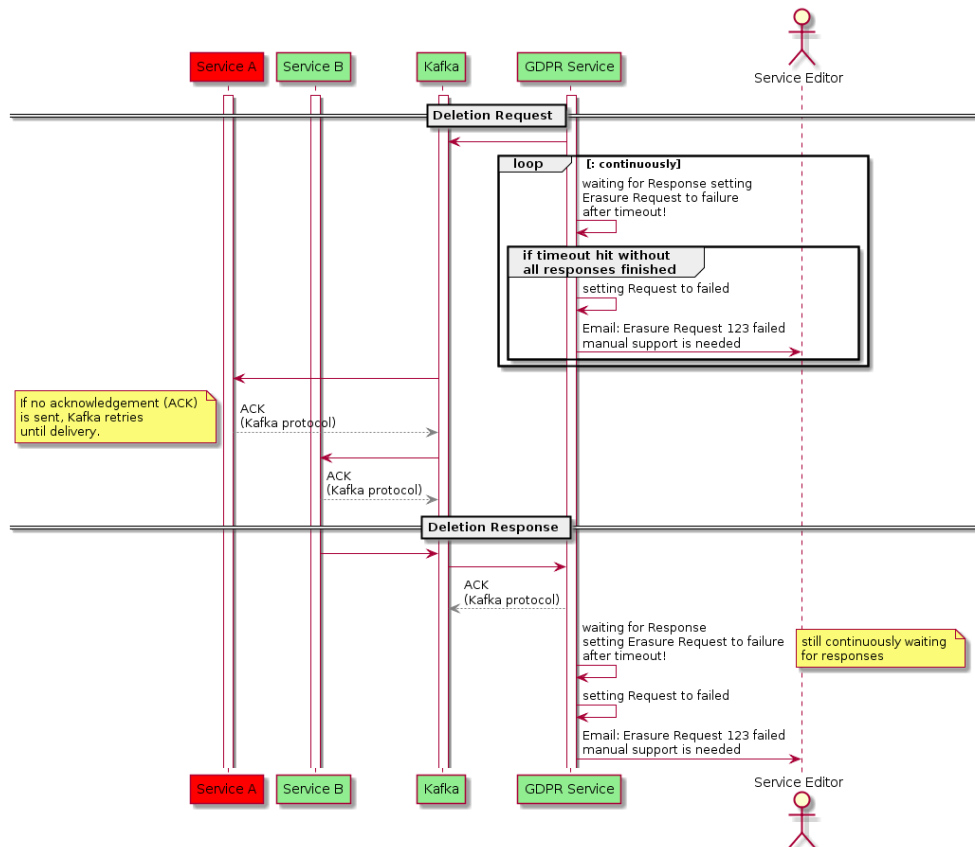 Service A
Service B
Kafka
GDPR Service
Service Editor
Deletion Request
loop
[: continuously]
waiting for Response setting
Erasure Request to failure
after timeout!
if timeout hit without
all responses finished
setting Request to failed
Email: Erasure Request 123 failed
manual support is needed
If no acknowledgement (ACK)
is sent, Kafka retries
until delivery.
ACK
(Kafka protocol)
ACK
(Kafka protocol)
Deletion Response
ACK
(Kafka protocol)
waiting for Response
setting Erasure Request to failure
after timeout!
still continuously waiting
for responses
setting Request to failed
Email: Erasure Request 123 failed
manual support is needed
Service A
Service B
Kafka
GDPR Service
Service Editor